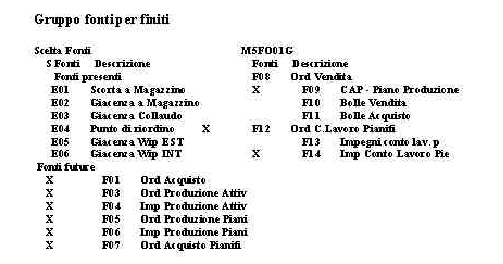 Gruppo fonti per finiti
Scelta Fonti M5FO01G
S Fonti Descrizione Fonti Descrizione
Fonti presenti F08 Ord Vendita
E01 Scorta a Magazzino X F09 CAP - Piano Produzione
E02 Giacenza a Magazzino F10 Bolle Vendita
E03 Giacenza Collaudo F11 Bolle Acquisto
E04 Punto di riordino X F12 Ord C.Lavoro Pianifi
E05 Giacenza Wip EST F13 Impegni.conto lav. p
E06 Giacenza Wip INT X F14 Imp Conto Lavoro Pie
Fonti future
X F01 Ord Acquisto
X F03 Ord Produzione Attiv
X F04 Imp Produzione Attiv
X F05 Ord Produzione Piani
X F06 Imp Produzione Piani
X F07 Ord Acquisto Pianifi